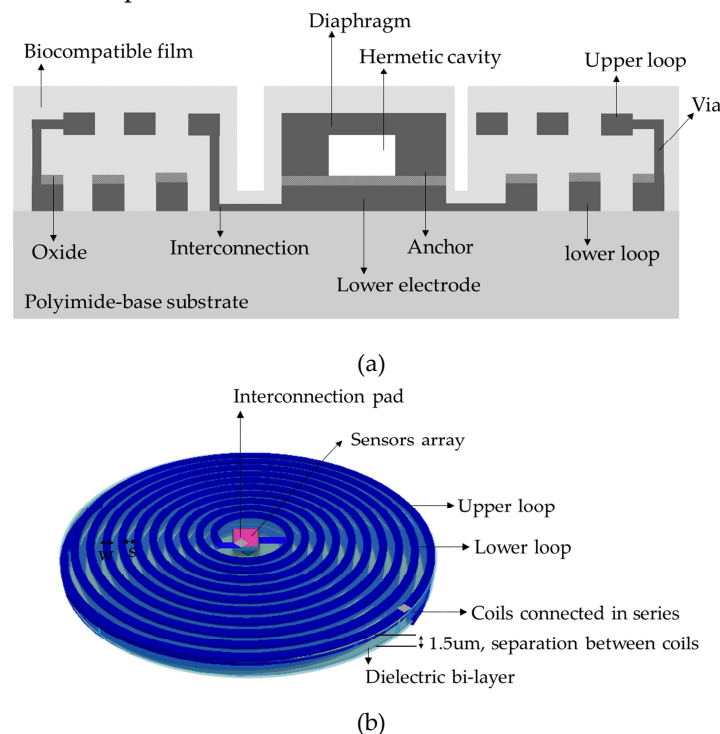 Diaphragm
Biocompatible film
Hermetic cavity
Upper loop
Via
Oxide
Interconnection
Anchor
lower loop
Lower electrode
Polyimide-base substrate
(a)
Interconnection pad
Sensors array
Upper loop
W
S
Lower loop
Coils connected in series
1.5um, separation between coils
Dielectric bi-layer
(b)